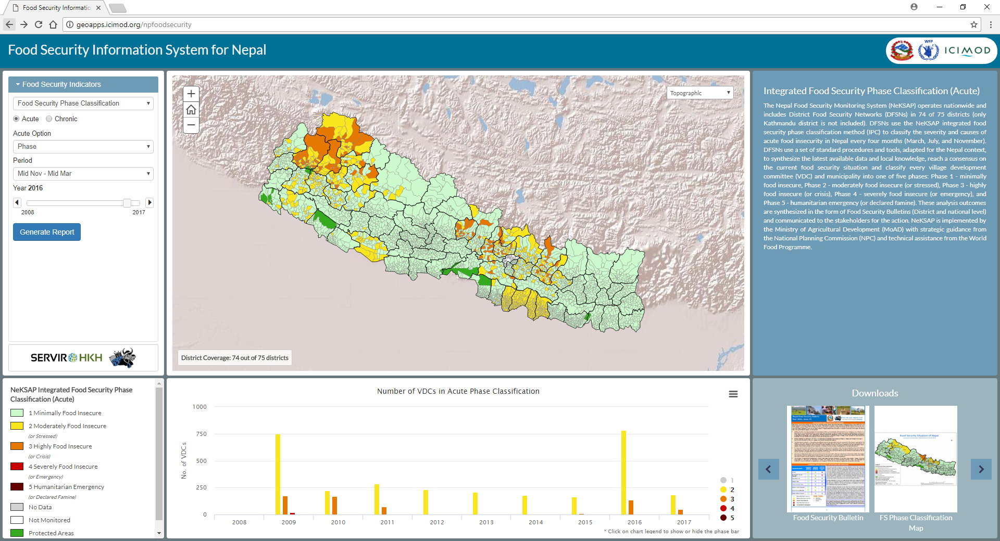 Food Security Informatio
geoapps.icimod.org/npfoodsecurity
Food Security Information System for Nepal
WFP
ICIMOD
Food Security Indicators
Food Security Phase Classification
Acute Chronic
Acute Option
Phase
Period
Mid Nov - Mid Mar
Year 2016
2008 2017
Generate Report
SERVIR HKH
+
−
Topographic
District Coverage: 74 out of 75 districts
Integrated Food Security Phase Classification (Acute)
The Nepal Food Security Monitoring System (NeKSAP) operates nationwide and
includes District Food Security Networks (DFSNs) in 74 of 75 districts (only
Kathmandu district is not included). DFSNs use the NeKSAP integrated food
security phase classification method (IPC) to classify the severity and causes of
acute food insecurity in Nepal every four months (March, July, and November).
DFSNs use a set of standard procedures and tools, adapted for the Nepal context,
to synthesize the latest available data and local knowledge, reach a consensus on
the current food security situation and classify every village development
committee (VDC) and municipality into one of five phases: Phase 1 - minimally
food insecure, Phase 2 - moderately food insecure (or stressed), Phase 3 - highly
food insecure (or crisis), Phase 4 - severely food insecure (or emergency), and
Phase 5 - humanitarian emergency (or declared famine). These analysis outcomes
are synthesized in the form of Food Security Bulletins (District and national level)
and communicated to the stakeholders for the action. NeKSAP is implemented by
the Ministry of Agricultural Development (MoAD) with strategic guidance from
the National Planning Commission (NPC) and technical assistance from the World
Food Programme.
NeKSAP Integrated Food Security Phase
Classification (Acute)
1 Minimally Food Insecure
2 Moderately Food Insecure
(or Stressed)
3 Highly Food Insecure
(or Crisis)
4 Severely Food Insecure
(or Emergency)
5 Humanitarian Emergency
(or Declared Famine)
No Data
Not Monitored
Protected Areas
Number of VDCs in Acute Phase Classification
No. of VDCs
1000
750
500
250
0
2008 2009 2010 2011 2012 2013 2014 2015 2016 2017
1
2
3
4
5
* Click on chart legend to show or hide the phase bar
Downloads
Food Security Situation of Nepal
Food Security Bulletin
FS Phase Classification
Map